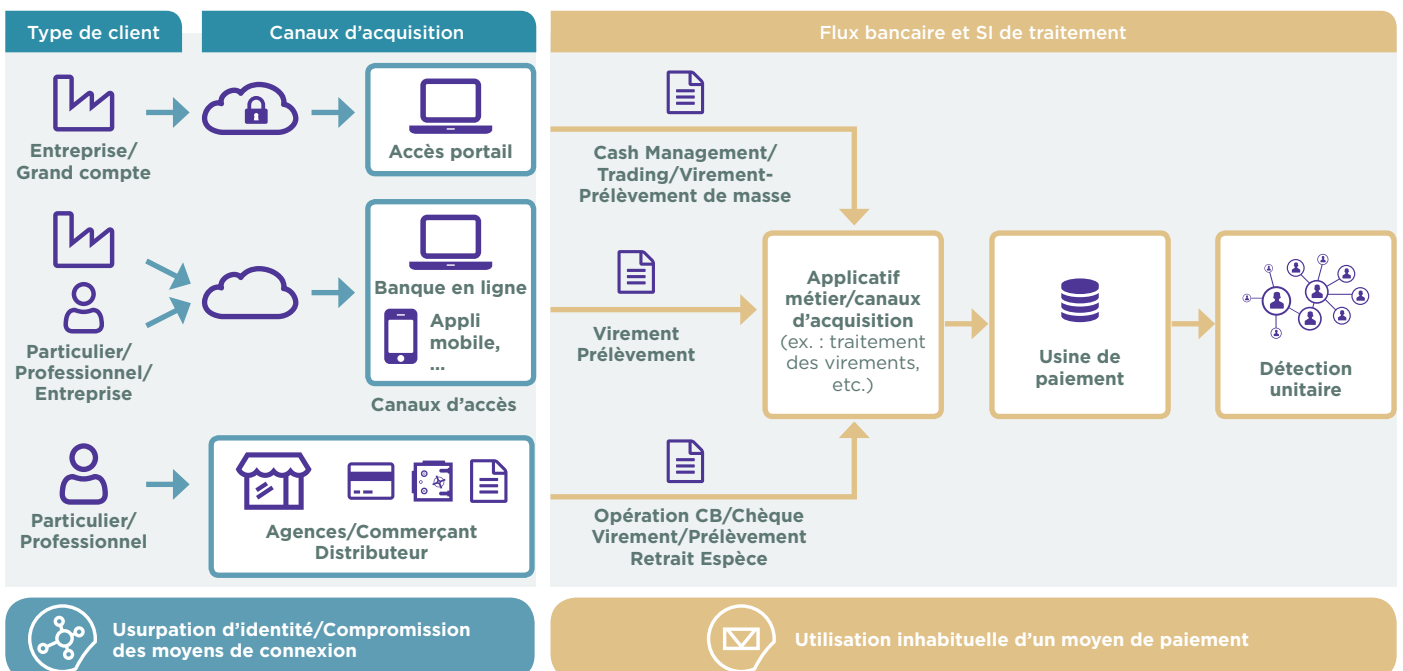 Type de client
Canaux d'acquisition
Flux bancaire et SI de traitement
Entreprise/
Grand compte
Accès portail
Cash Management/
Trading/Virement-
Prélèvement de masse
Particulier/
Professionnel/
Entreprise
Banque en ligne
Appli
mobile,
...
Canaux d'accès
Virement
Prélèvement
Applicatif
métier/canaux
d'acquisition
(ex. : traitement
des virements,
etc.)
Usine de
paiement
Détection
unitaire
Particulier/
Professionnel
Agences/Commerçant
Distributeur
Opération CB/Chèque
Virement/Prélèvement
Retrait Espèce
Usurpation d'identité/Compromission
des moyens de connexion
Utilisation inhabituelle d'un moyen de paiement